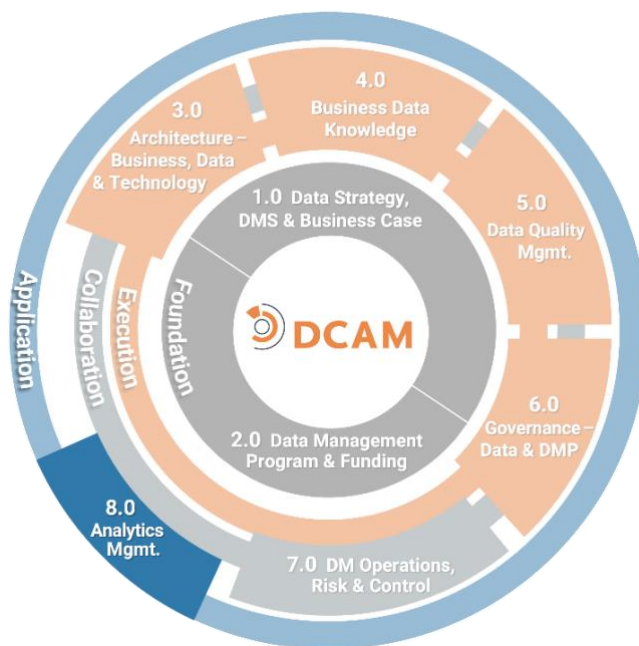 4.0
Business Data
Knowledge
3.0
Architecture –
Business, Data
& Technology
5.0
Data Quality
Mgmt.
1.0 Data Strategy,
DMS & Business Case
Application
Collaboration
Execution
Foundation
DCAM
2.0 Data Management
Program & Funding
6.0
Governance –
Data & DMP
8.0
Analytics
Mgmt.
7.0 DM Operations,
Risk & Control